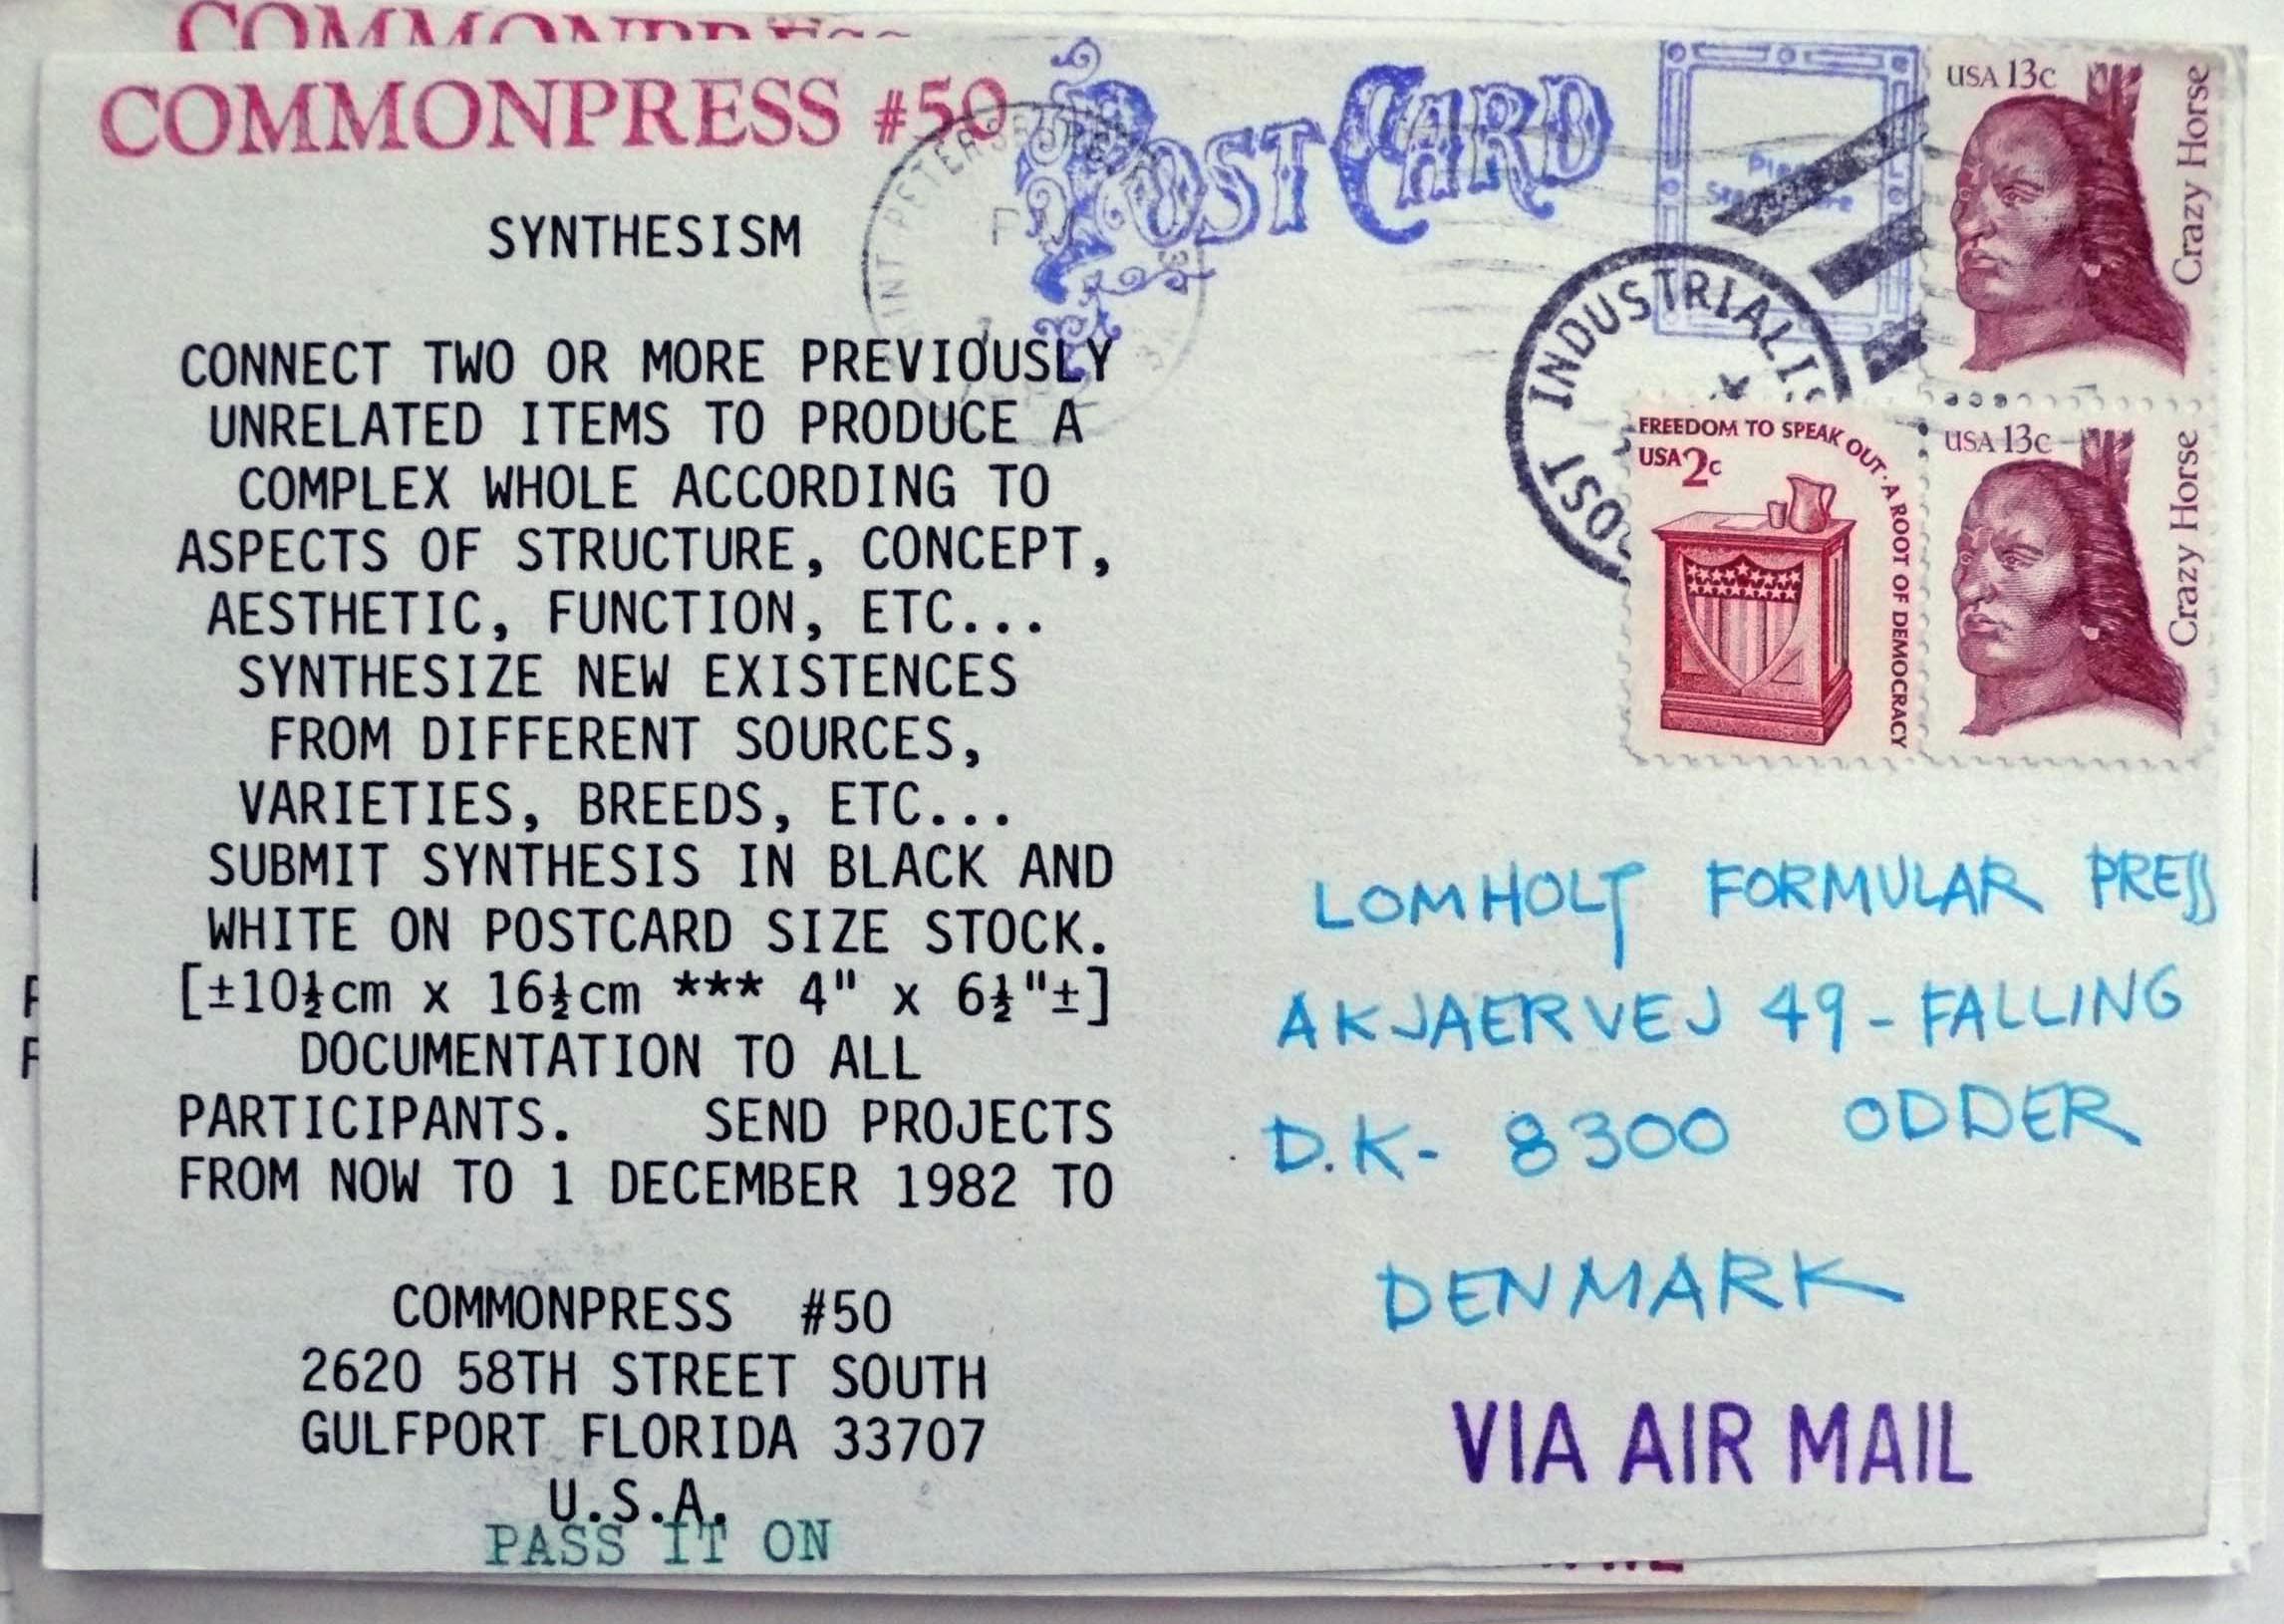 COMMONPRESS #50
SYNTHESISM
CONNECT TWO OR MORE PREVIOUSLY
UNRELATED ITEMS TO PRODUCE A
COMPLEX WHOLE ACCORDING TO
ASPECTS OF STRUCTURE, CONCEPT,
AESTHETIC, FUNCTION, ETC...
SYNTHESIZE NEW EXISTENCES
FROM DIFFERENT SOURCES,
VARIETIES, BREEDS, ETC...
SUBMIT SYNTHESIS IN BLACK AND
WHITE ON POSTCARD SIZE STOCK.
[±10½cm x 16½cm *** 4" x 6½"±]
DOCUMENTATION TO ALL
PARTICIPANTS. SEND PROJECTS
FROM NOW TO 1 DECEMBER 1982 TO
COMMONPRESS #50
2620 58TH STREET SOUTH
GULFPORT FLORIDA 33707
U.S.A.
PASS IT ON
POST CARD
PM
POST INDUSTRIALIS
USA 13c
Crazy Horse
FREEDOM TO SPEAK OUT · A ROOT OF DEMOCRACY
USA 2c
USA 13c
Crazy Horse
LOMHOLT FORMULAR PRESS
AKJAERVEJ 49 - FALLING
D.K- 8300 ODDER
DENMARK
VIA AIR MAIL